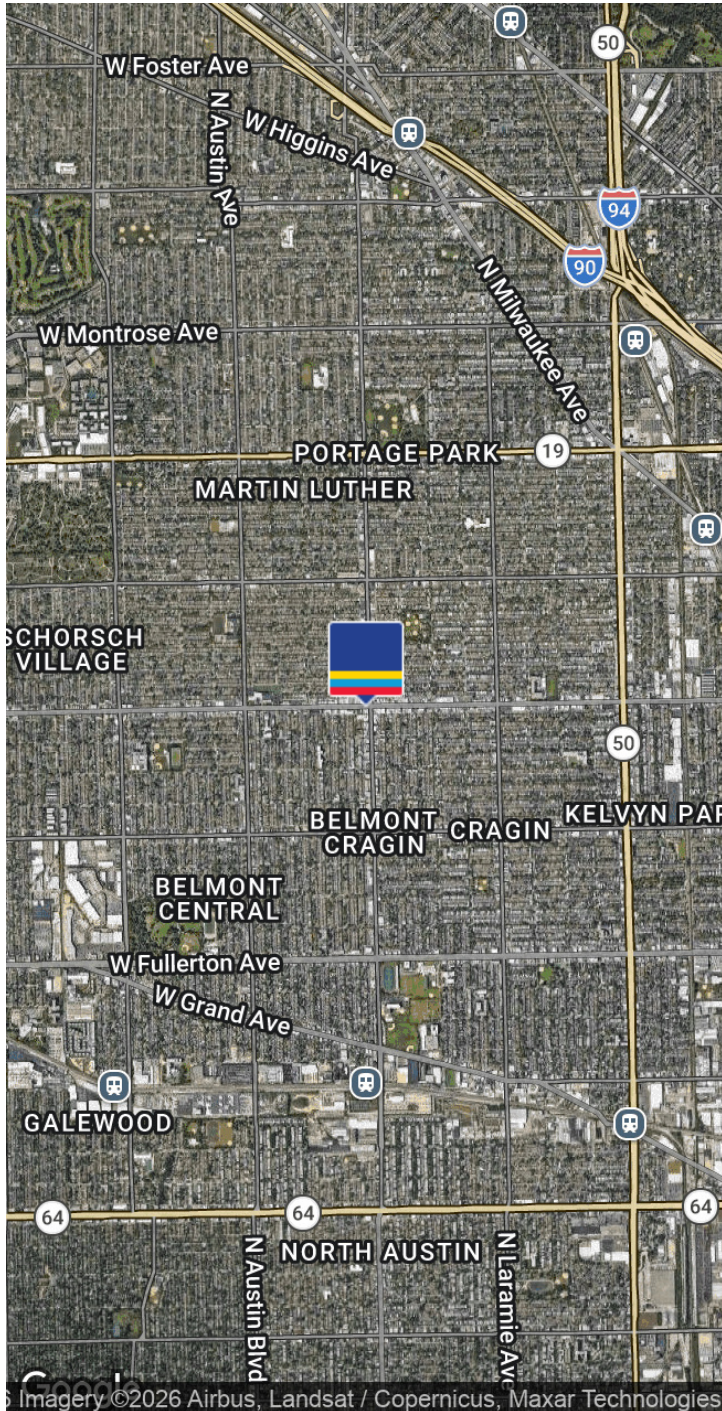 50
W Foster Ave
N Austin Ave
W Higgins Ave
94
90
N Milwaukee Ave
W Montrose Ave
PORTAGE PARK
19
MARTIN LUTHER
SCHORSCH
VILLAGE
50
BELMONT
CRAGIN
CRAGIN
KELVYN PAR
BELMONT
CENTRAL
W Fullerton Ave
W Grand Ave
GALEWOOD
64
64
64
NORTH AUSTIN
N Austin Blvd
N Laramie Ave
Google
Imagery ©2026 Airbus, Landsat / Copernicus, Maxar Technologies